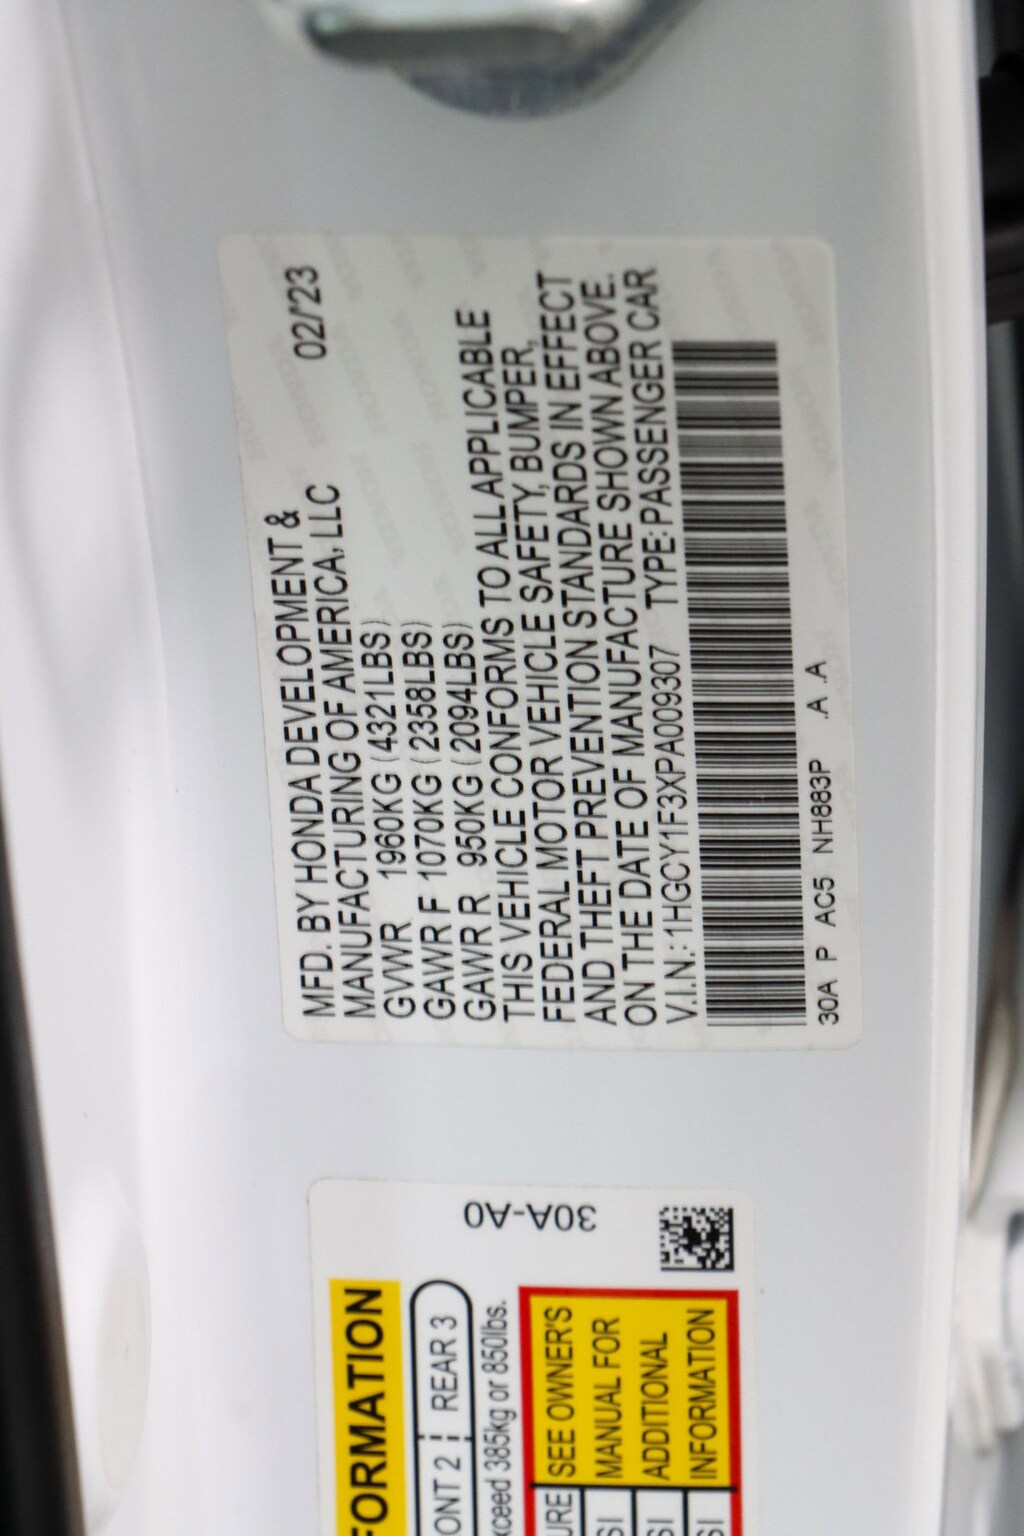 MFD. BY HONDA DEVELOPMENT &
MANUFACTURING OF AMERICA, LLC 02/'23
GVWR 1960KG (4321LBS)
GAWR F 1070KG (2358LBS)
GAWR R 950KG (2094LBS)
THIS VEHICLE CONFORMS TO ALL APPLICABLE
FEDERAL MOTOR VEHICLE SAFETY, BUMPER,
AND THEFT PREVENTION STANDARDS IN EFFECT
ON THE DATE OF MANUFACTURE SHOWN ABOVE.
V.I.N.: 1HGCY1F3XPA009307 TYPE: PASSENGER CAR
30A P AC5 NH883P .A .A
30A-A0
FORMATION
ONT 2 REAR 3
xceed 385kg or 850lbs.
URE SEE OWNER'S
SI MANUAL FOR
SI ADDITIONAL
SI INFORMATION